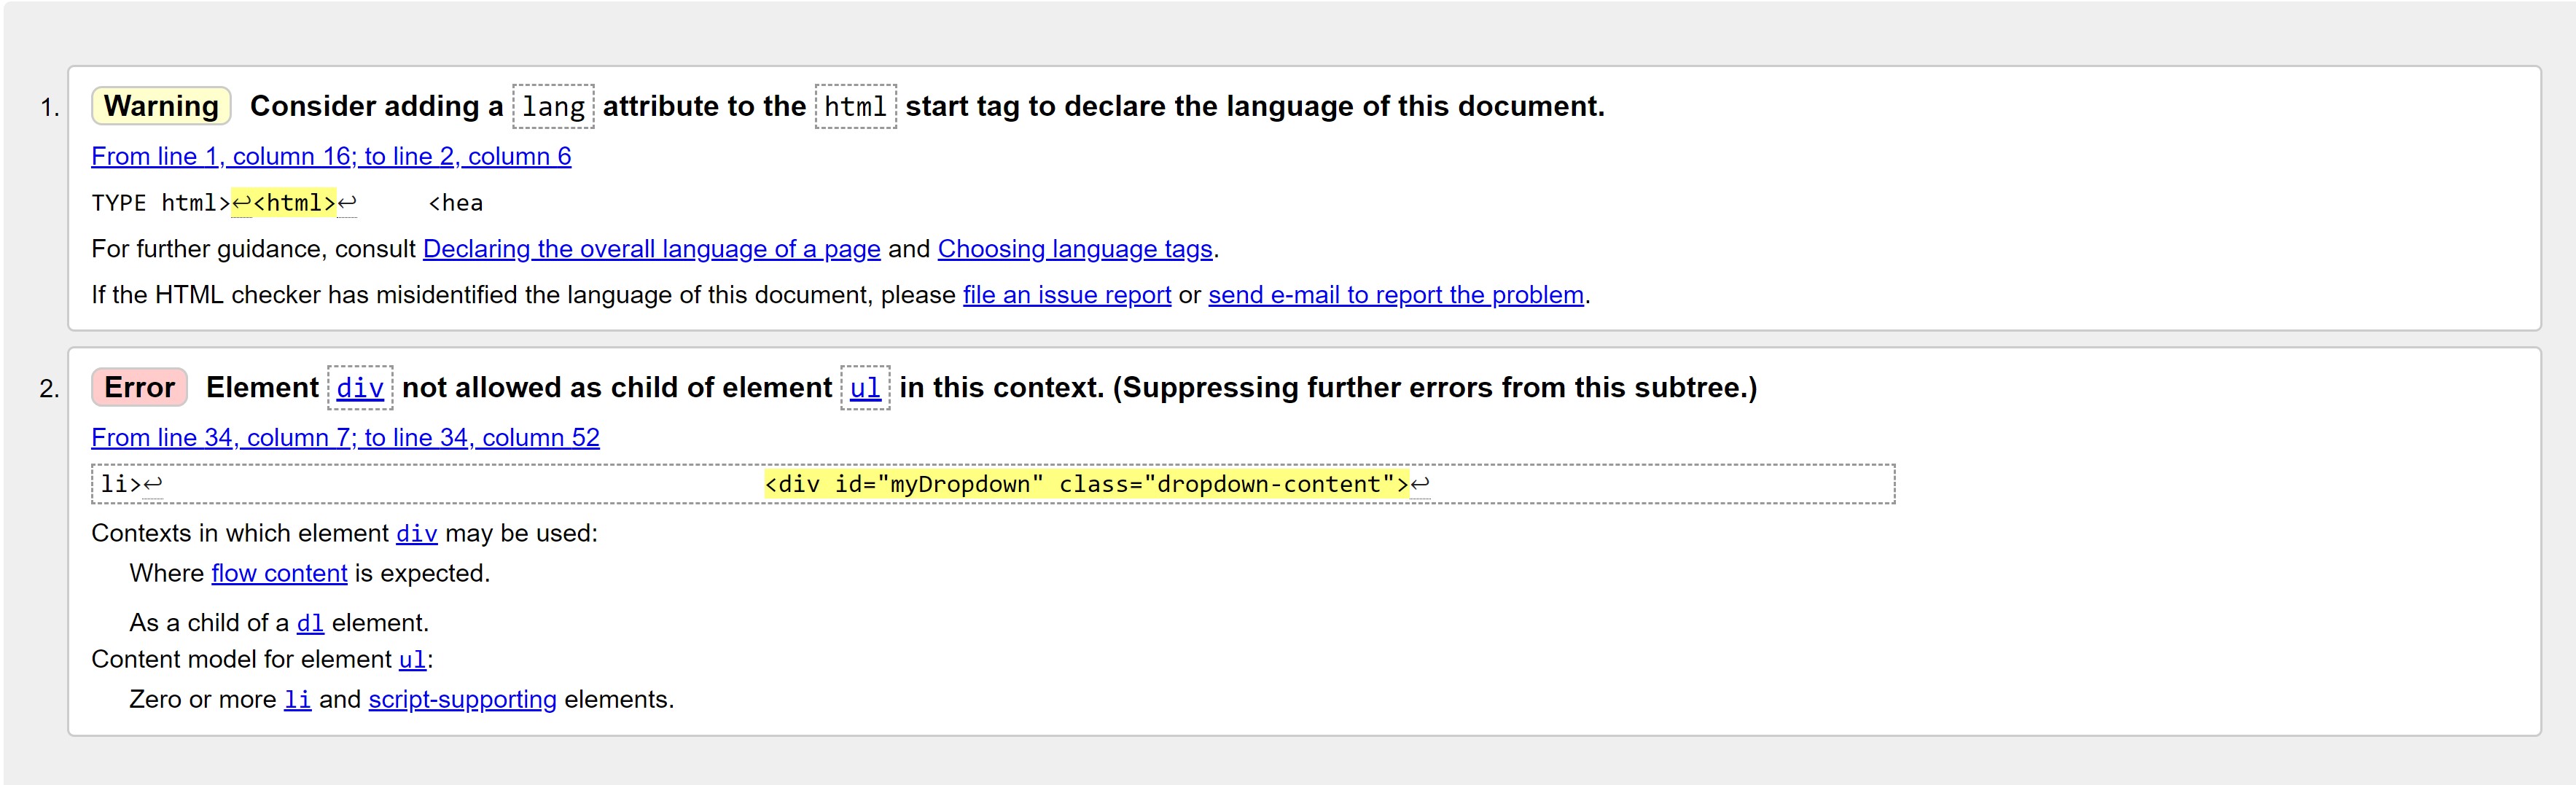 1. Warning Consider adding a lang attribute to the html start tag to declare the language of this document.
From line 1, column 16; to line 2, column 6
TYPE html>↩<html>↩ <hea
For further guidance, consult Declaring the overall language of a page and Choosing language tags.
If the HTML checker has misidentified the language of this document, please file an issue report or send e-mail to report the problem.
2. Error Element div not allowed as child of element ul in this context. (Suppressing further errors from this subtree.)
From line 34, column 7; to line 34, column 52
li>↩ <div id="myDropdown" class="dropdown-content">↩
Contexts in which element div may be used:
Where flow content is expected.
As a child of a dl element.
Content model for element ul:
Zero or more li and script-supporting elements.